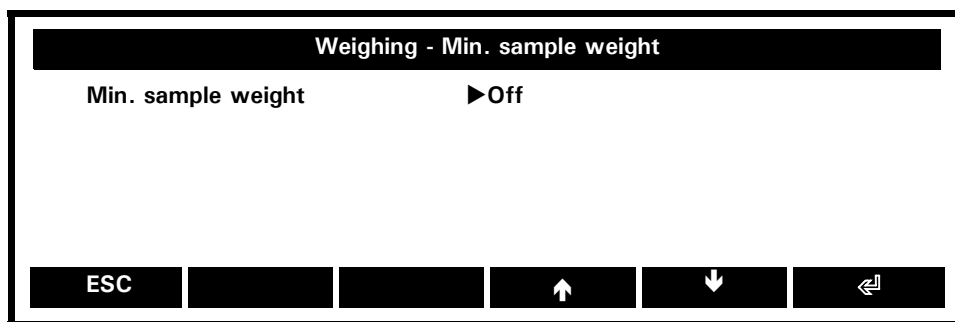 Weighing - Min. sample weight
Min. sample weight ▶Off
ESC ↑ ↓ ↵